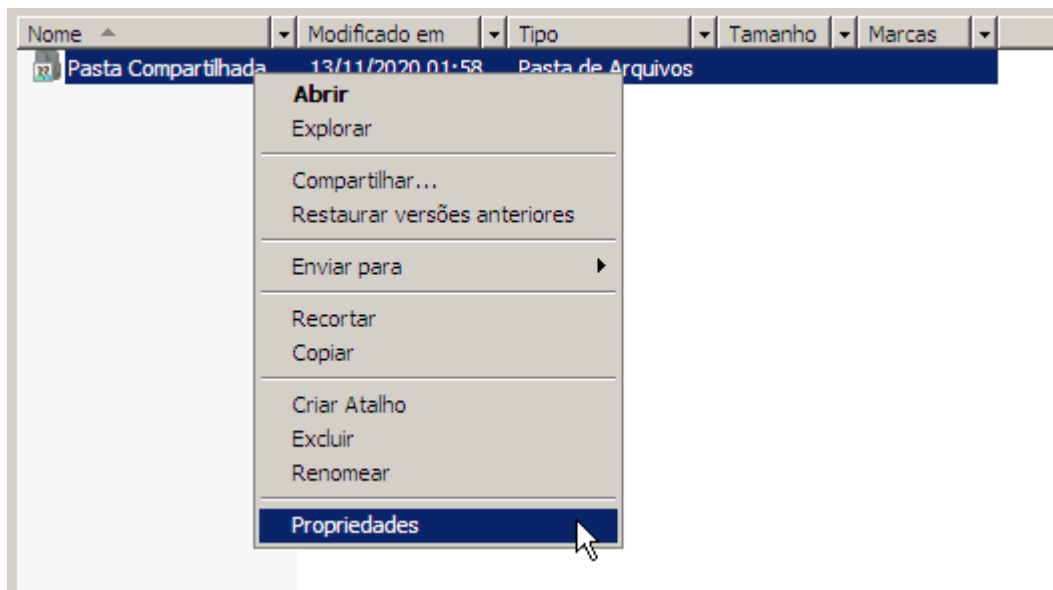 Nome Modificado em Tipo Tamanho Marcas
Pasta Compartilhada 13/11/2020 01:58 Pasta de Arquivos
Abrir
Explorar
Compartilhar...
Restaurar versões anteriores
Enviar para
Recortar
Copiar
Criar Atalho
Excluir
Renomear
Propriedades